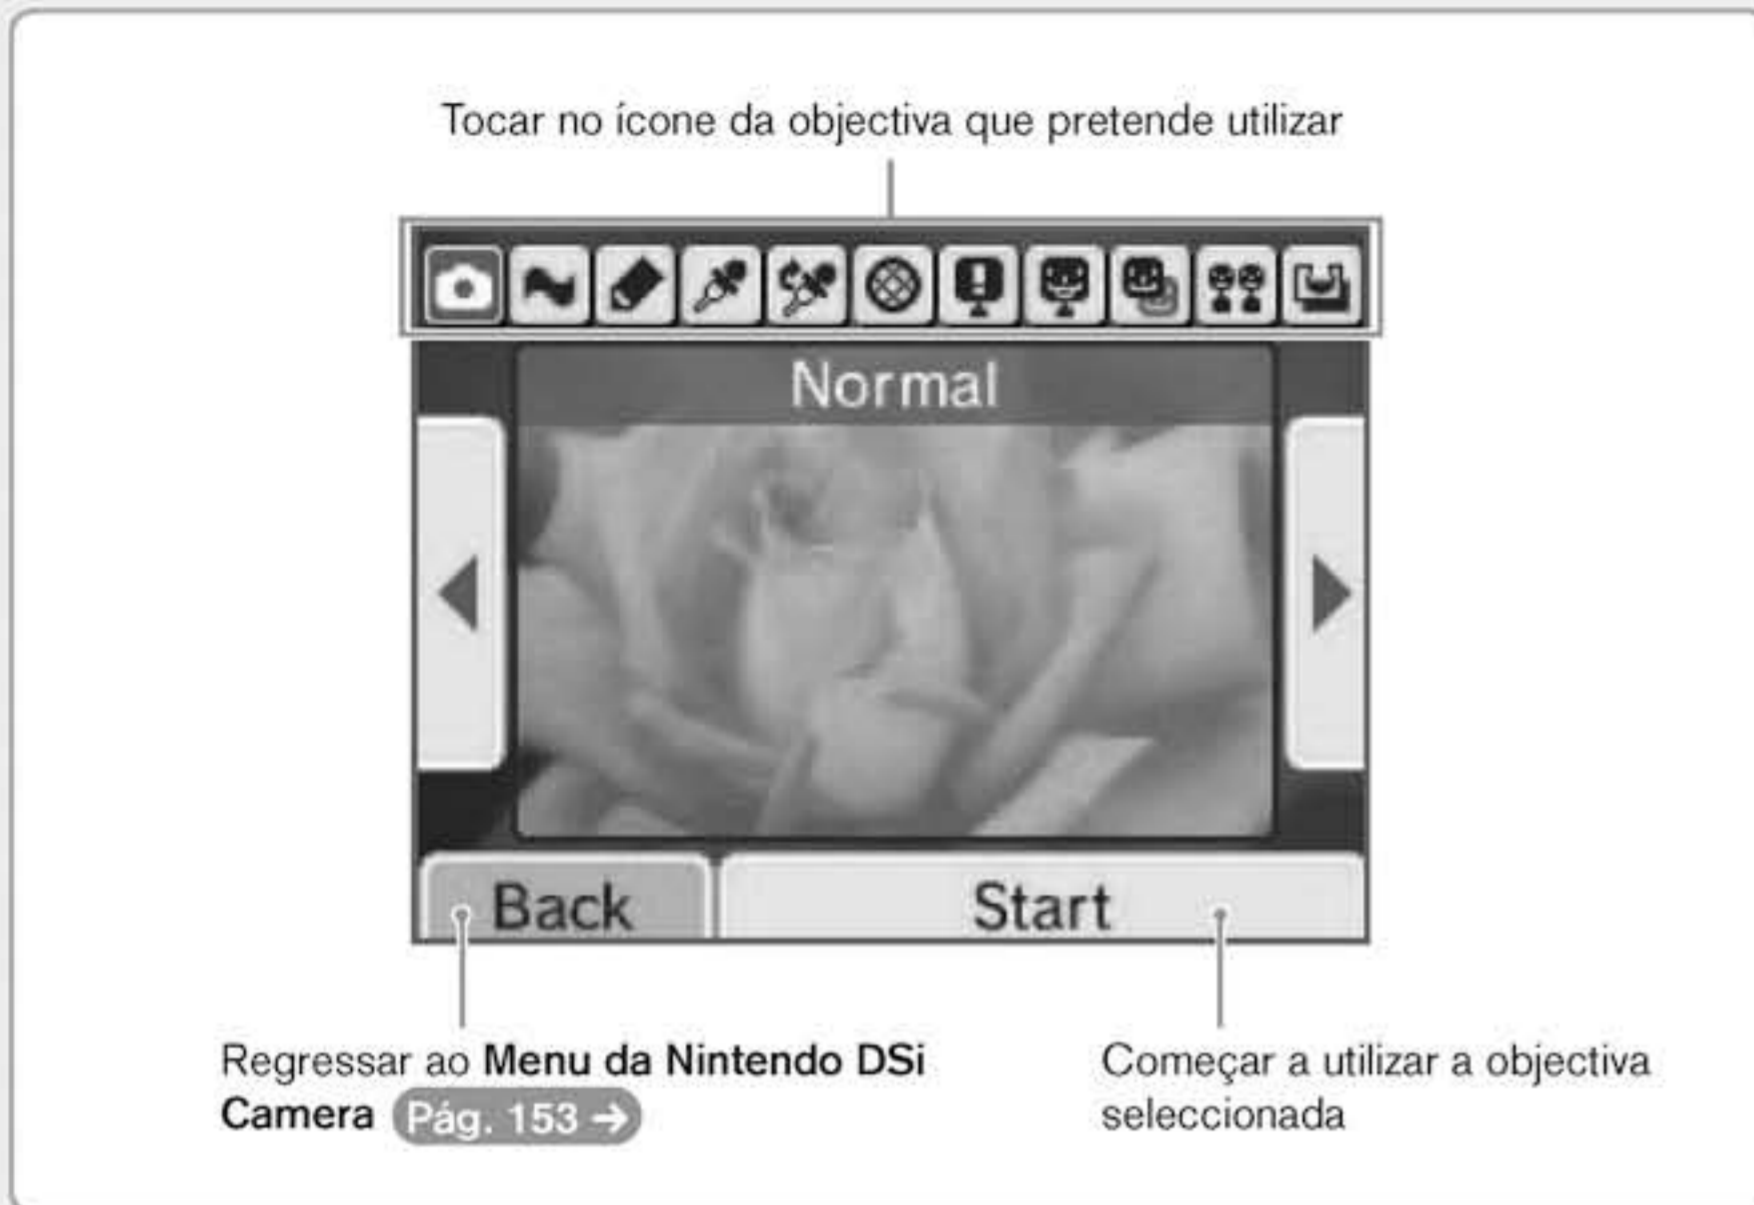 Tocar no ícone da objectiva que pretende utilizar
Normal
Back
Start
Regressar ao Menu da Nintendo DSi
Camera Pág. 153 →
Começar a utilizar a objectiva
seleccionada